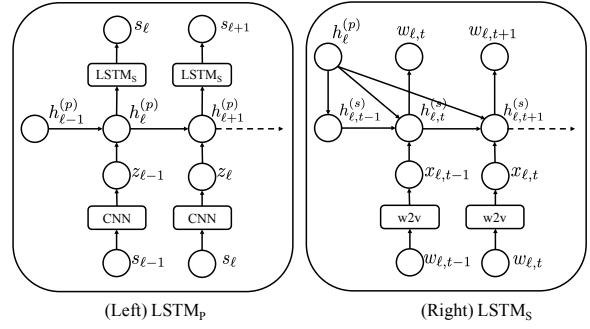 s_ℓ s_{ℓ+1} h_ℓ^{(p)} w_{ℓ,t} w_{ℓ,t+1}
LSTM_S LSTM_S
h_{ℓ-1}^{(p)} h_ℓ^{(p)} h_{ℓ+1}^{(p)} h_{ℓ,t-1}^{(s)} h_{ℓ,t}^{(s)} h_{ℓ,t+1}^{(s)}
z_{ℓ-1} z_ℓ x_{ℓ,t-1} x_{ℓ,t}
CNN CNN w2v w2v
s_{ℓ-1} s_ℓ w_{ℓ,t-1} w_{ℓ,t}
(Left) LSTM_P (Right) LSTM_S